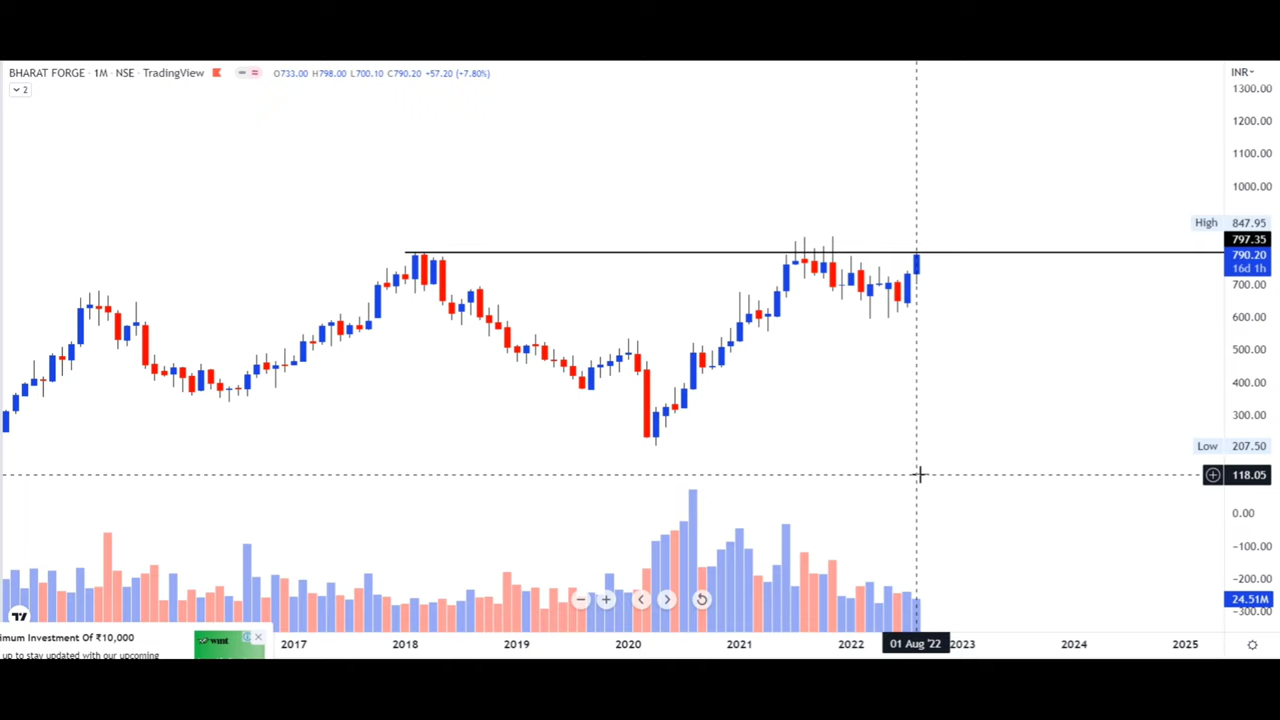 BHARAT FORGE · 1M · NSE · TradingView O733.00 H798.00 L700.10 C790.20 +57.20 (+7.80%)
INR
2
1300.00
1200.00
1100.00
1000.00
High 847.95
797.35
790.20
16d 1h
700.00
600.00
500.00
400.00
300.00
Low 207.50
118.05
0.00
-100.00
-200.00
24.51M
-300.00
imum Investment Of ₹10,000
up to stay updated with our upcoming
wint
2017 2018 2019 2020 2021 2022 01 Aug '22 2023 2024 2025